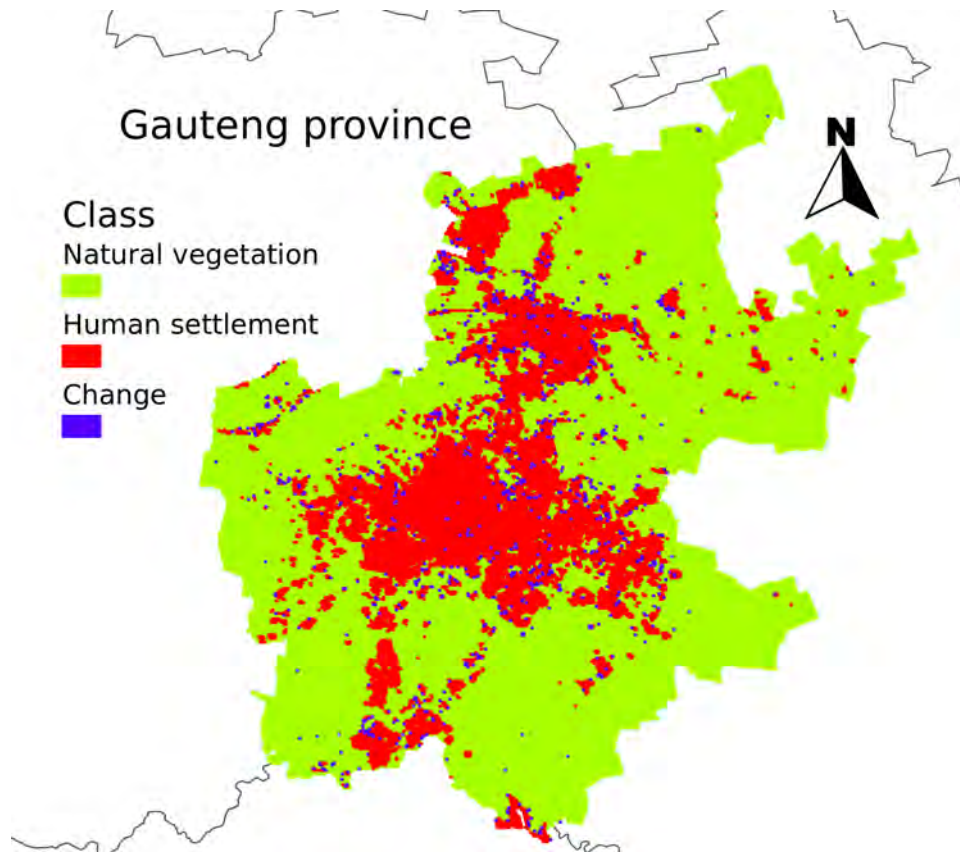 Gauteng province
N
Class
Natural vegetation
Human settlement
Change